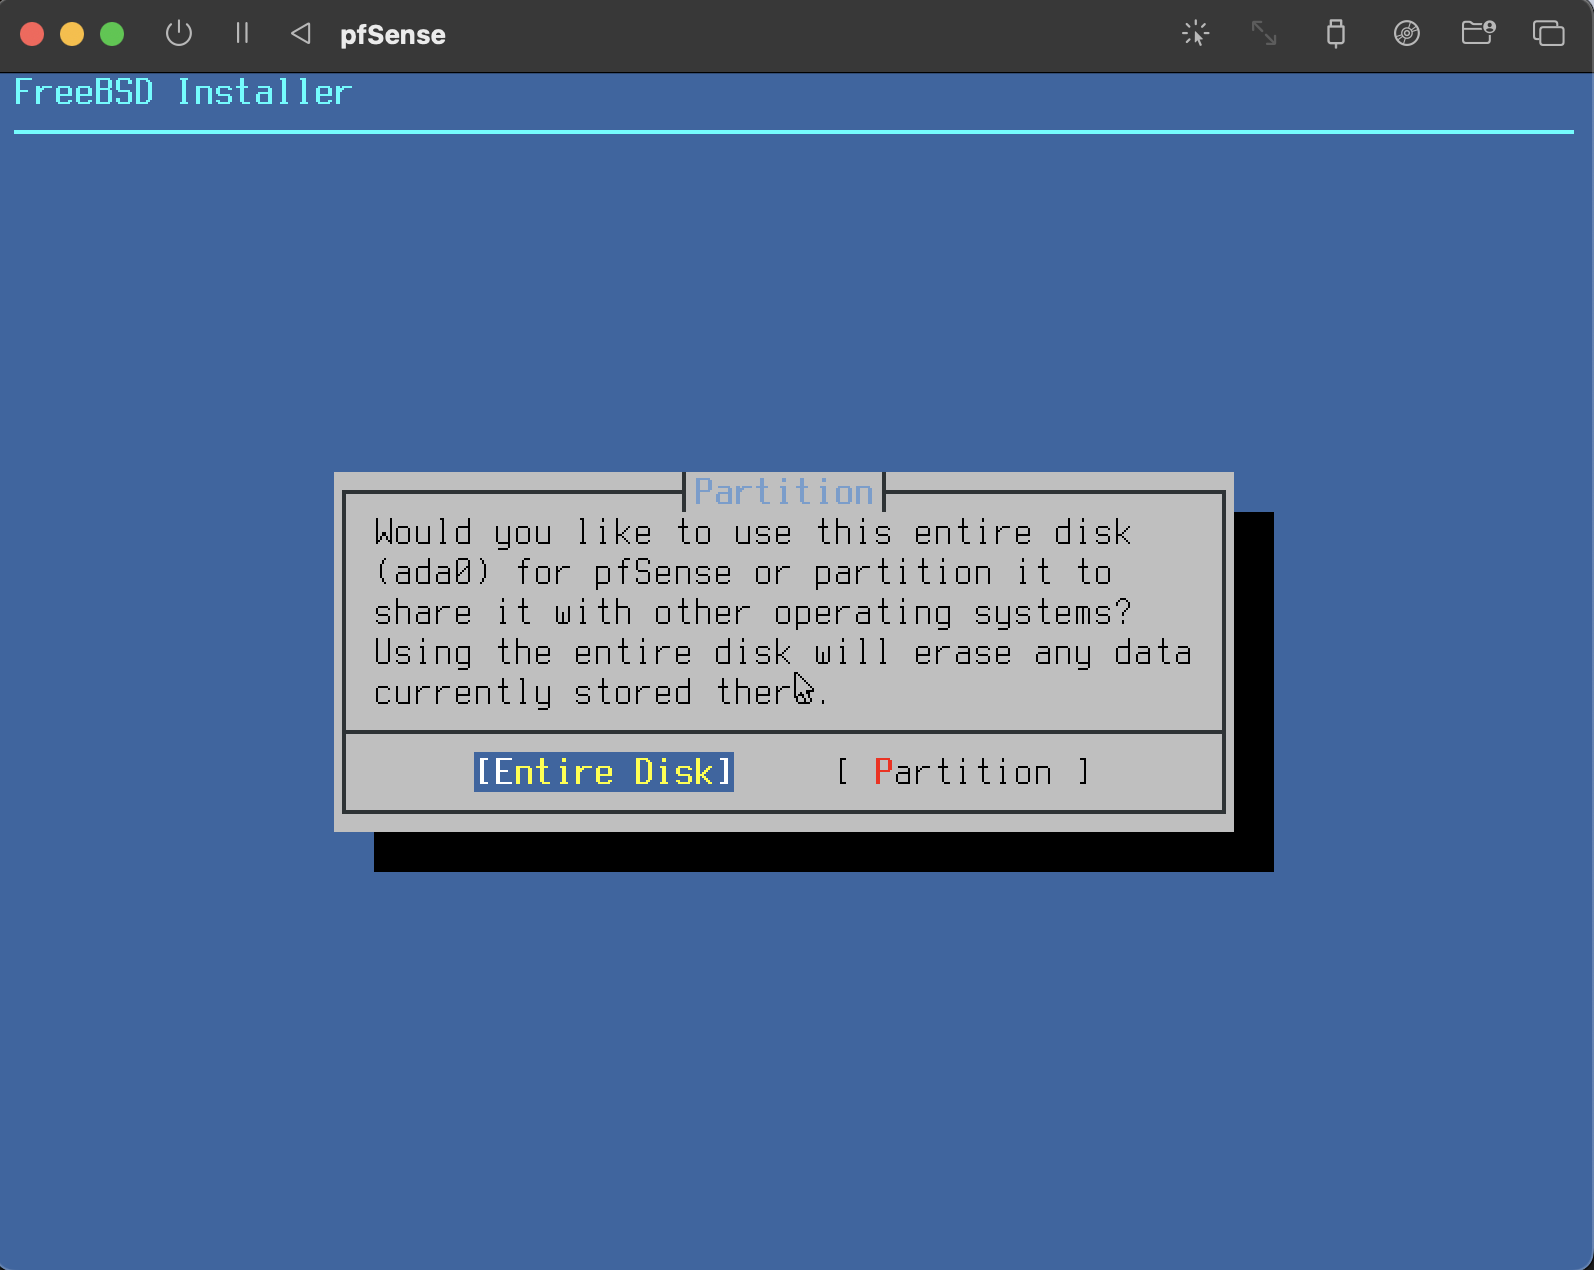 pfSense
FreeBSD Installer
Partition
Would you like to use this entire disk
(ada0) for pfSense or partition it to
share it with other operating systems?
Using the entire disk will erase any data
currently stored there.
[Entire Disk] [ Partition ]